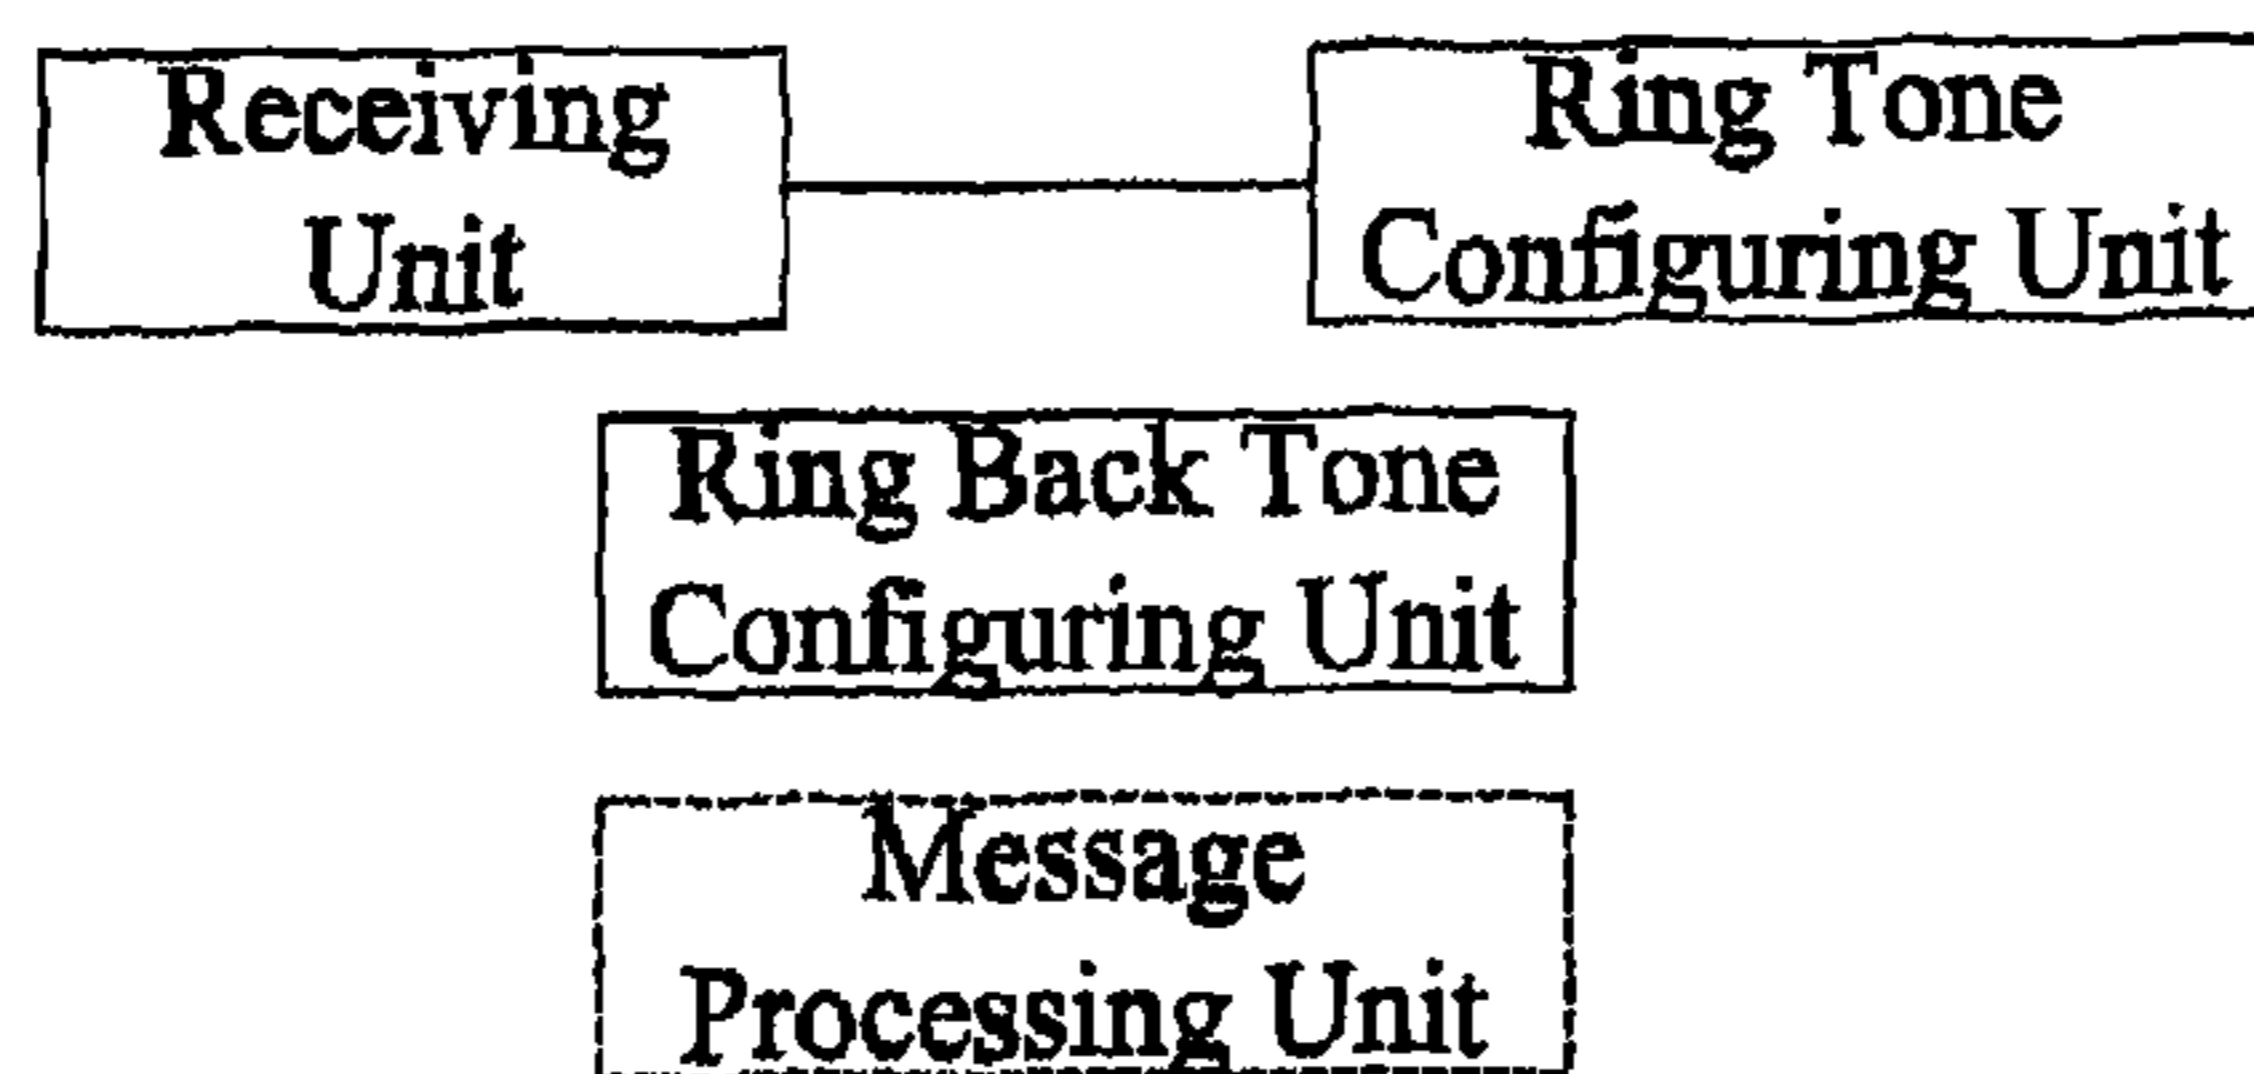 Receiving
Unit
Ring Tone
Configuring Unit
Ring Back Tone
Configuring Unit
Message
Processing Unit